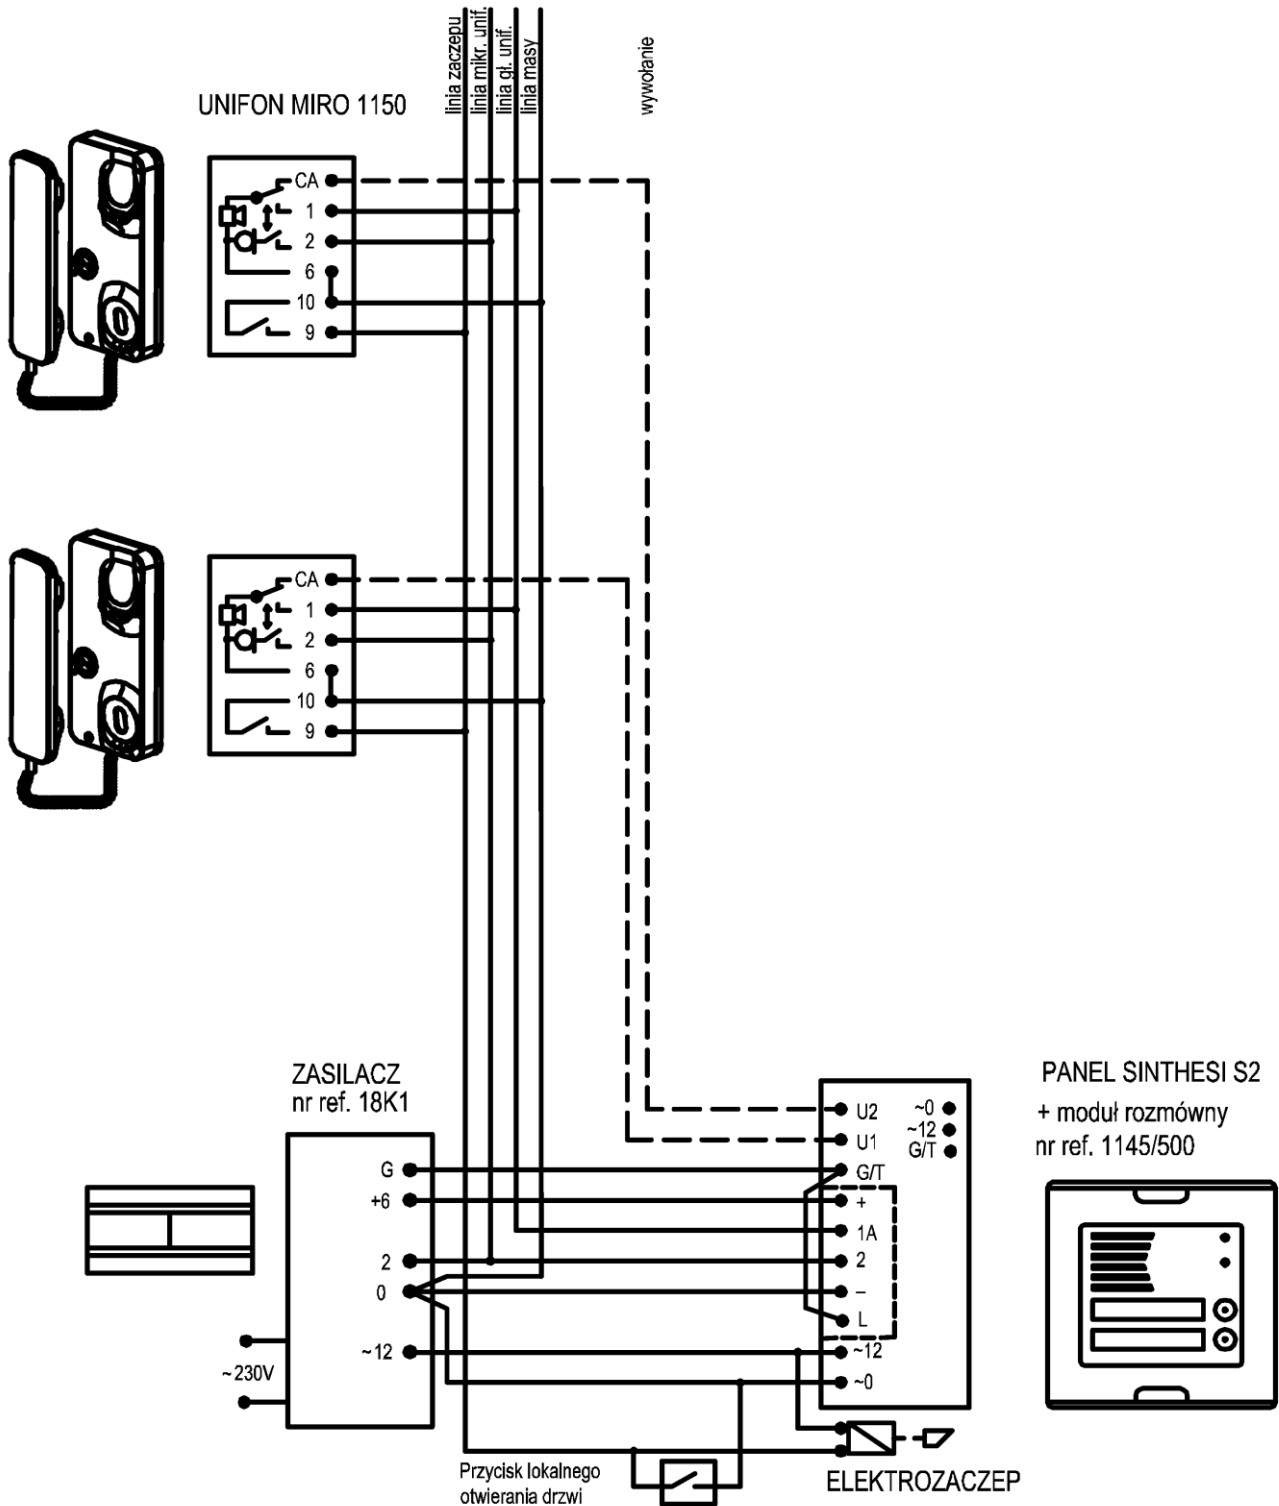 linia zaczepu
linia mikr. unif.
linia gł. unif.
linia masy
wywołanie
UNIFON MIRO 1150
CA
1
2
6
10
9
CA
1
2
6
10
9
ZASILACZ
nr ref. 18K1
G
+6
2
0
~12
~230V
U2
U1
G/T
+
1A
2
–
L
~12
~0
~0
~12
G/T
PANEL SINTHESI S2
+ moduł rozmówny
nr ref. 1145/500
Przycisk lokalnego
otwierania drzwi
ELEKTROZACZEP